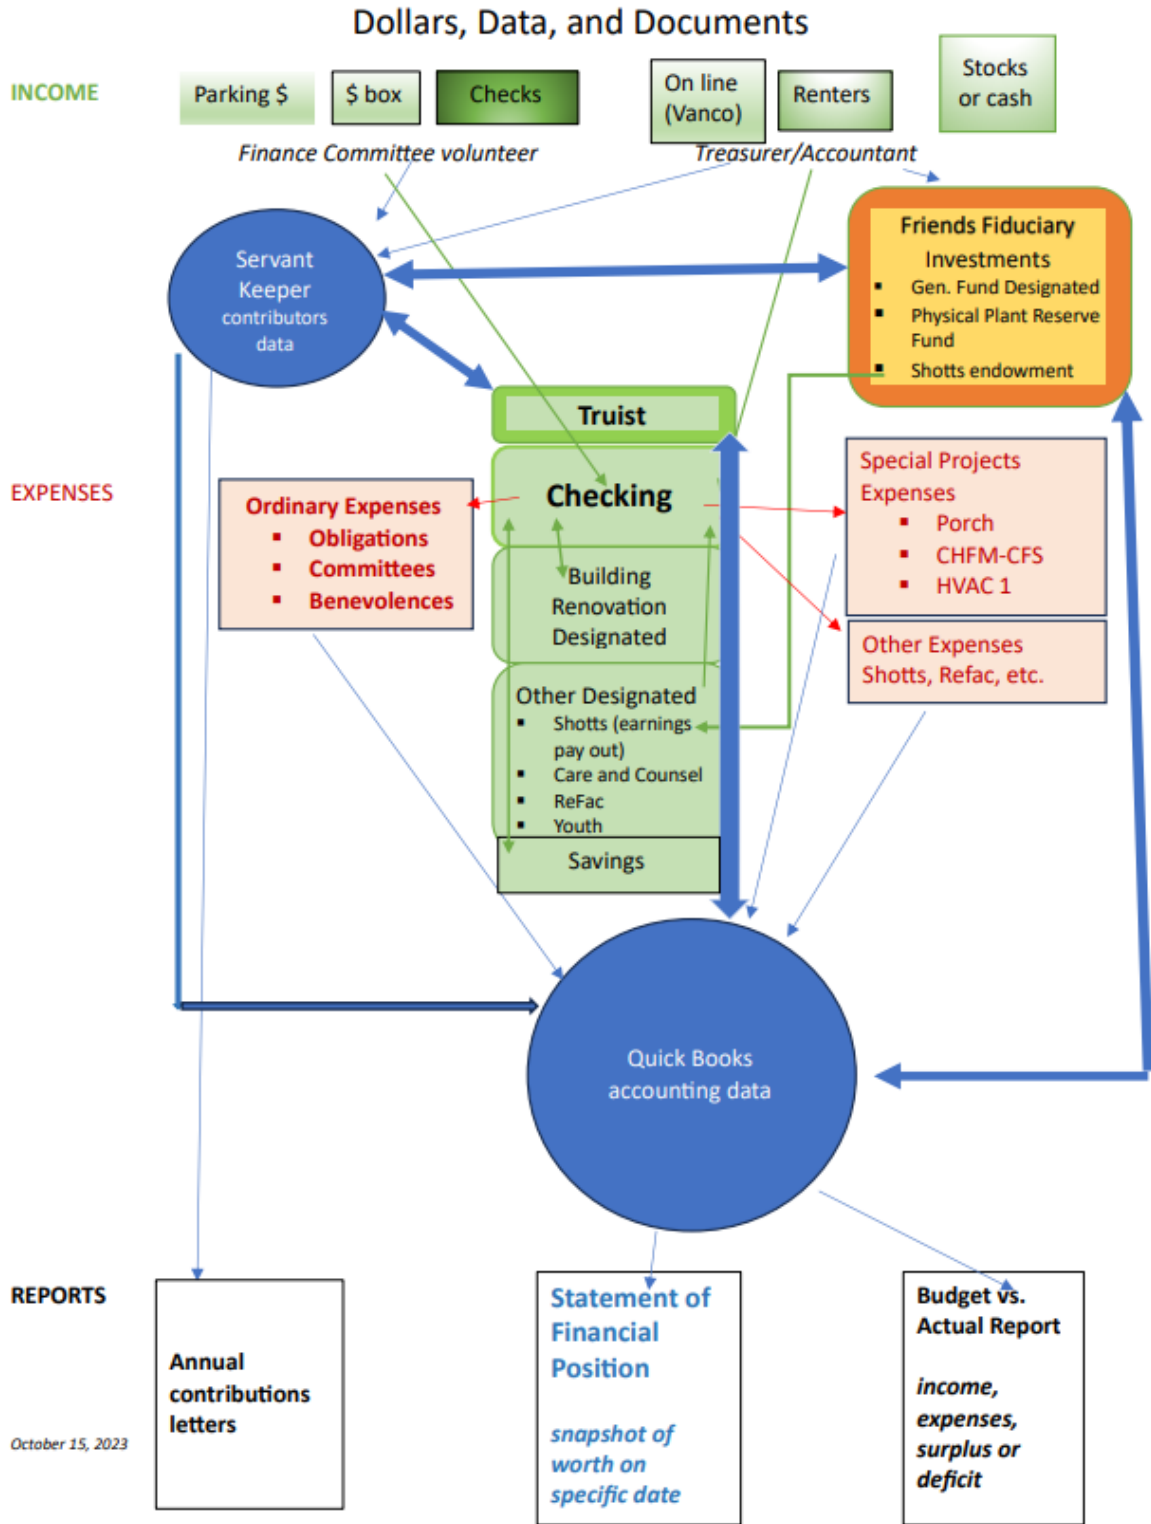 Dollars, Data, and Documents
INCOME
Parking $
$ box
Checks
On line
(Vanco)
Renters
Stocks
or cash
Finance Committee volunteer
Treasurer/Accountant
Servant
Keeper
contributors
data
Friends Fiduciary
Investments
▪ Gen. Fund Designated
▪ Physical Plant Reserve
Fund
▪ Shotts endowment
Truist
EXPENSES
Ordinary Expenses
▪ Obligations
▪ Committees
▪ Benevolences
Checking
Building
Renovation
Designated
Other Designated
▪ Shotts (earnings
pay out)
▪ Care and Counsel
▪ ReFac
▪ Youth
Savings
Special Projects
Expenses
▪ Porch
▪ CHFM-CFS
▪ HVAC 1
Other Expenses
Shotts, Refac, etc.
Quick Books
accounting data
REPORTS
Annual
contributions
letters
Statement of
Financial
Position
snapshot of
worth on
specific date
Budget vs.
Actual Report
income,
expenses,
surplus or
deficit
October 15, 2023